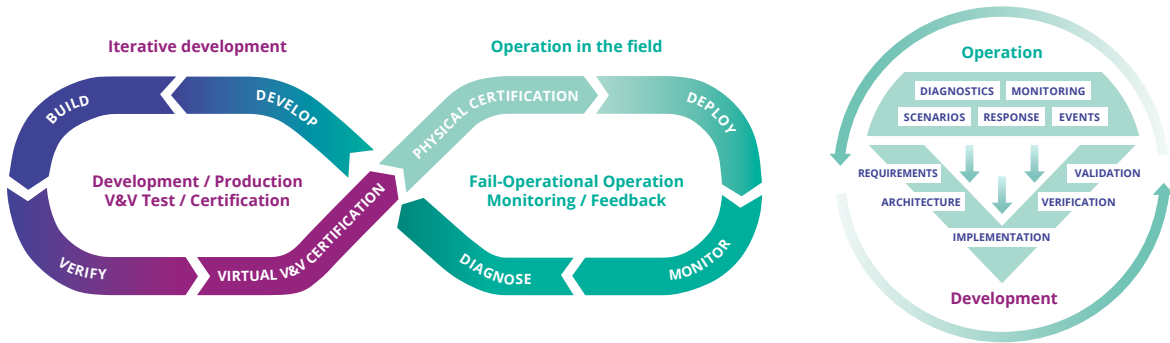 Iterative development
Operation in the field
BUILD
DEVELOP
VERIFY
VIRTUAL V&V CERTIFICATION
Development / Production
V&V Test / Certification
PHYSICAL CERTIFICATION
DEPLOY
MONITOR
DIAGNOSE
Fail-Operational Operation
Monitoring / Feedback
Operation
DIAGNOSTICS
MONITORING
SCENARIOS
RESPONSE
EVENTS
REQUIREMENTS
VALIDATION
ARCHITECTURE
VERIFICATION
IMPLEMENTATION
Development